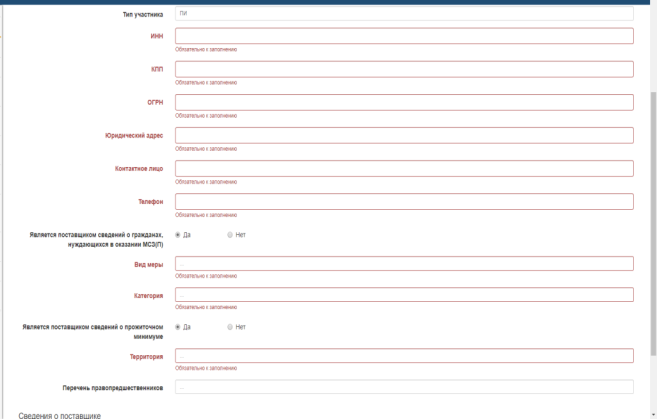 Тип участника ПИ
ИНН
Обязательно к заполнению
КПП
Обязательно к заполнению
ОГРН
Обязательно к заполнению
Юридический адрес
Обязательно к заполнению
Контактное лицо
Обязательно к заполнению
Телефон
Обязательно к заполнению
Является поставщиком сведений о гражданах, Да Нет
нуждающихся в оказании МСЗ(П)
Вид меры ...
Обязательно к заполнению
Категория ...
Обязательно к заполнению
Является поставщиком сведений о прожиточном Да Нет
минимуме
Территория ...
Обязательно к заполнению
Перечень правопредшественников ...
Сведения о поставщике